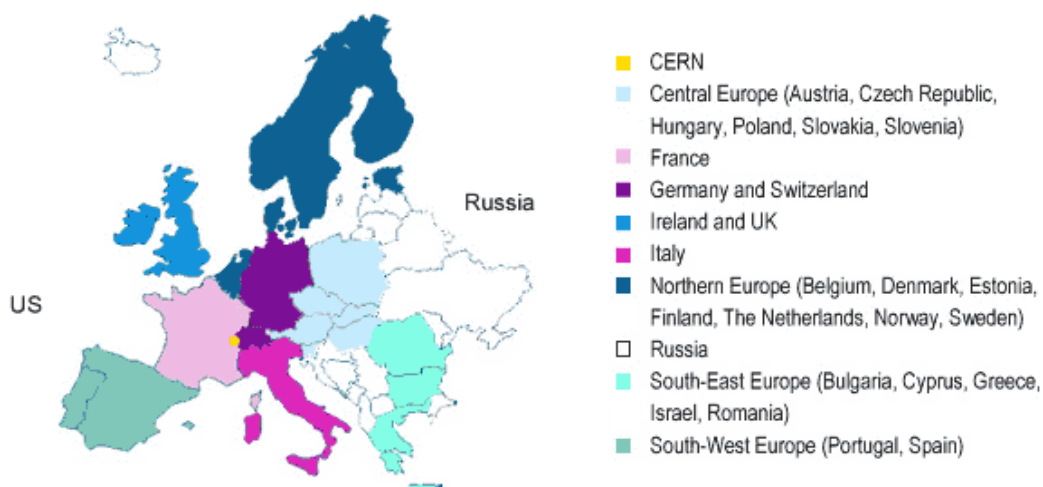 CERN
Central Europe (Austria, Czech Republic,
Hungary, Poland, Slovakia, Slovenia)
France
Germany and Switzerland
Russia
Ireland and UK
Italy
US
Northern Europe (Belgium, Denmark, Estonia,
Finland, The Netherlands, Norway, Sweden)
Russia
South-East Europe (Bulgaria, Cyprus, Greece,
Israel, Romania)
South-West Europe (Portugal, Spain)